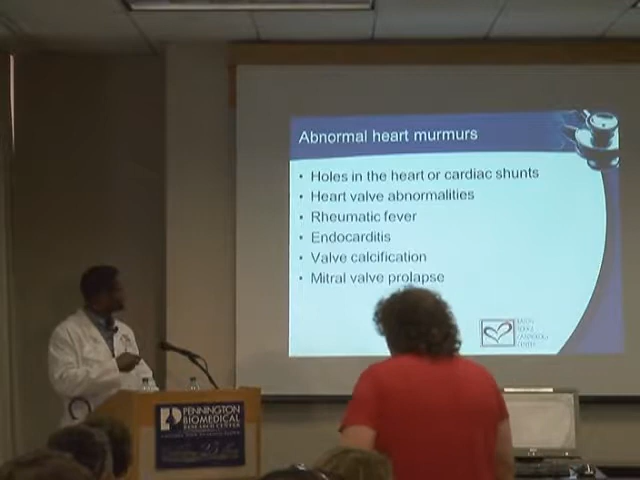 Abnormal heart murmurs
• Holes in the heart or cardiac shunts
• Heart valve abnormalities
• Rheumatic fever
• Endocarditis
• Valve calcification
• Mitral valve prolapse
PENNINGTON
BIOMEDICAL
RESEARCH CENTER